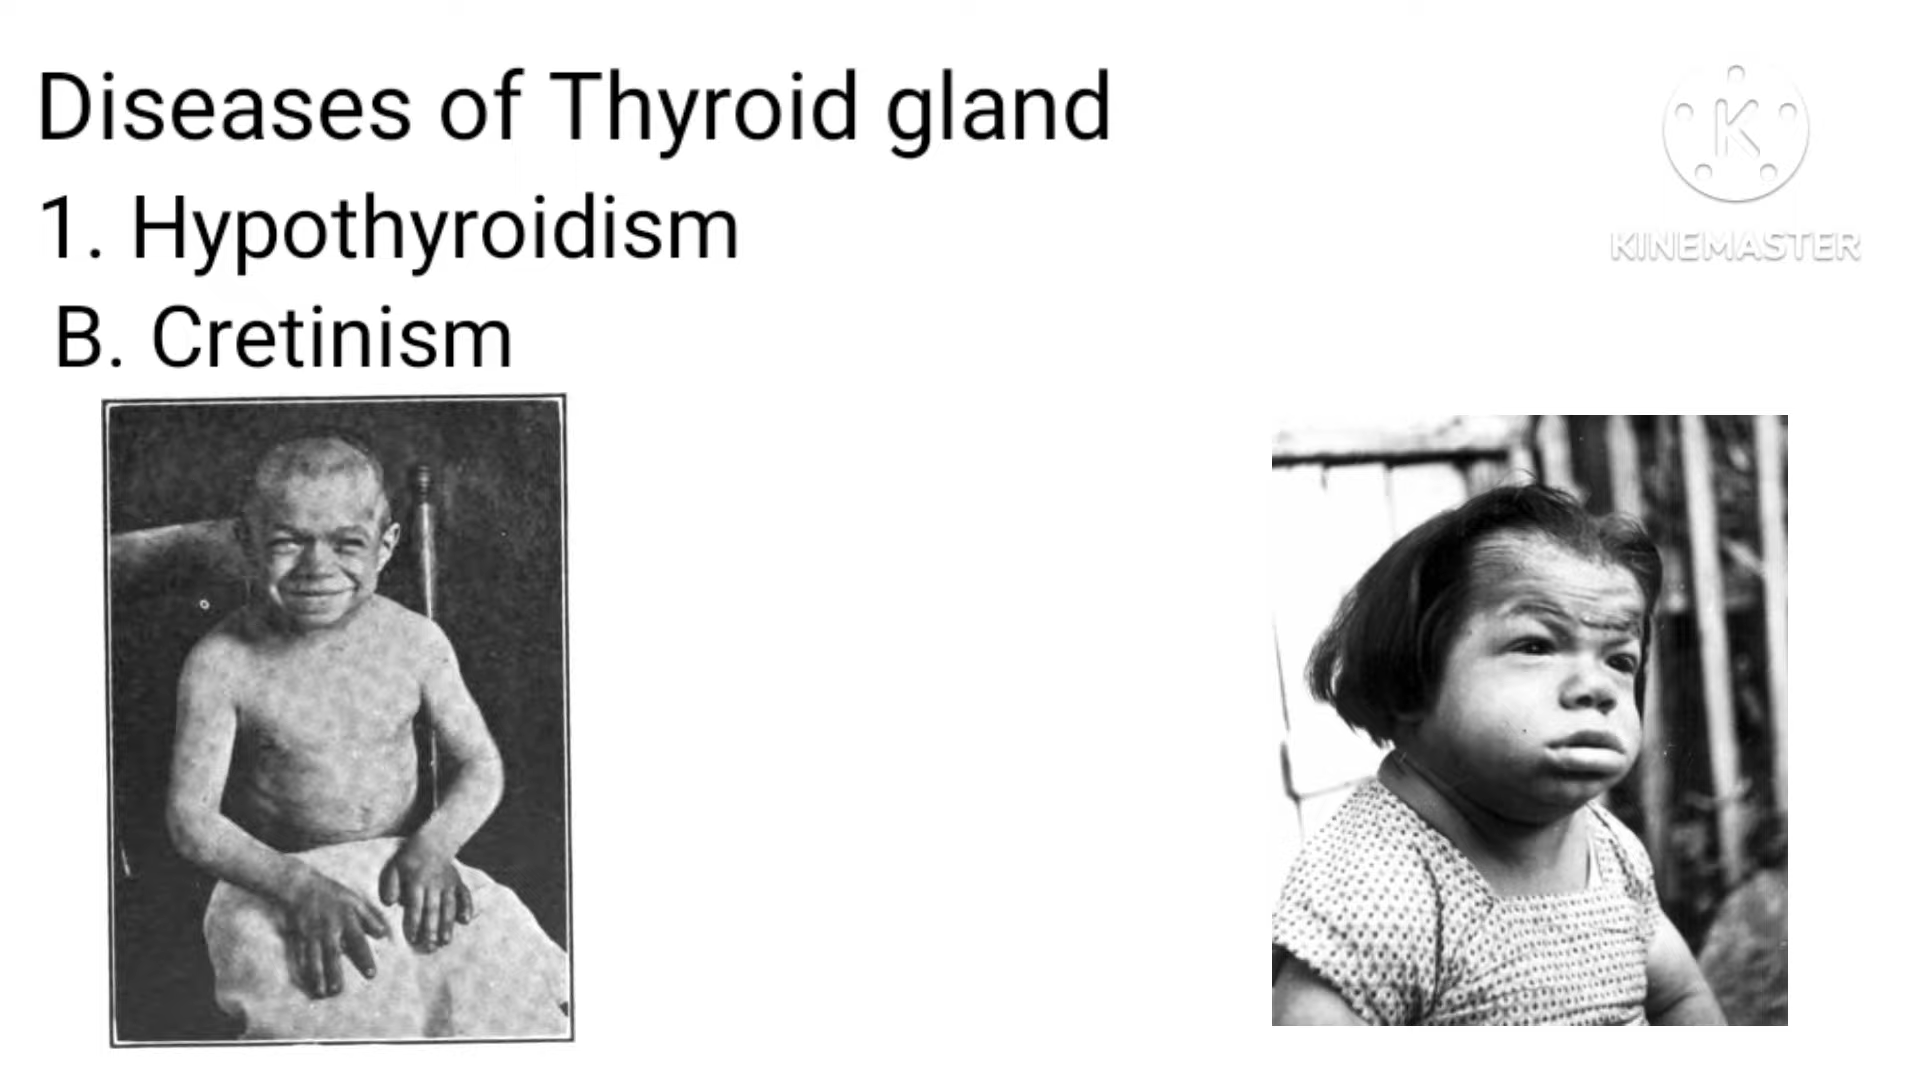 Diseases of Thyroid gland
1. Hypothyroidism
B. Cretinism
K
KINEMASTER